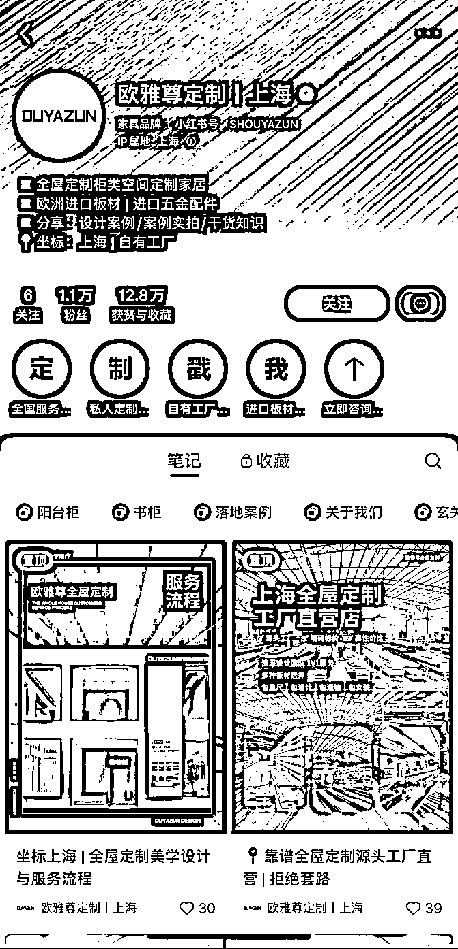 OUYAZUN
欧雅尊定制 | 上海
家具品牌 小红书号:SHOUYAZUN
IP属地:上海
全屋定制柜类空间定制家居
欧洲进口板材 | 进口五金配件
分享:设计案例/案例实拍/干货知识
坐标:上海 | 自有工厂
6 1.1万 12.8万
关注 粉丝 获赞与收藏
关注
定 制 戳 我
全国服务... 私人定制... 自有工厂... 进口板材... 立即咨询...
笔记 收藏
阳台柜 书柜 落地案例 关于我们 玄关
置顶
欧雅尊全屋定制
服务
流程
OUYAZUN DESIGN
上海全屋定制
工厂直营店
坐标上海 | 全屋定制美学设计
与服务流程
欧雅尊定制 | 上海 30
靠谱全屋定制源头工厂直
营 | 拒绝套路
欧雅尊定制 | 上海 39